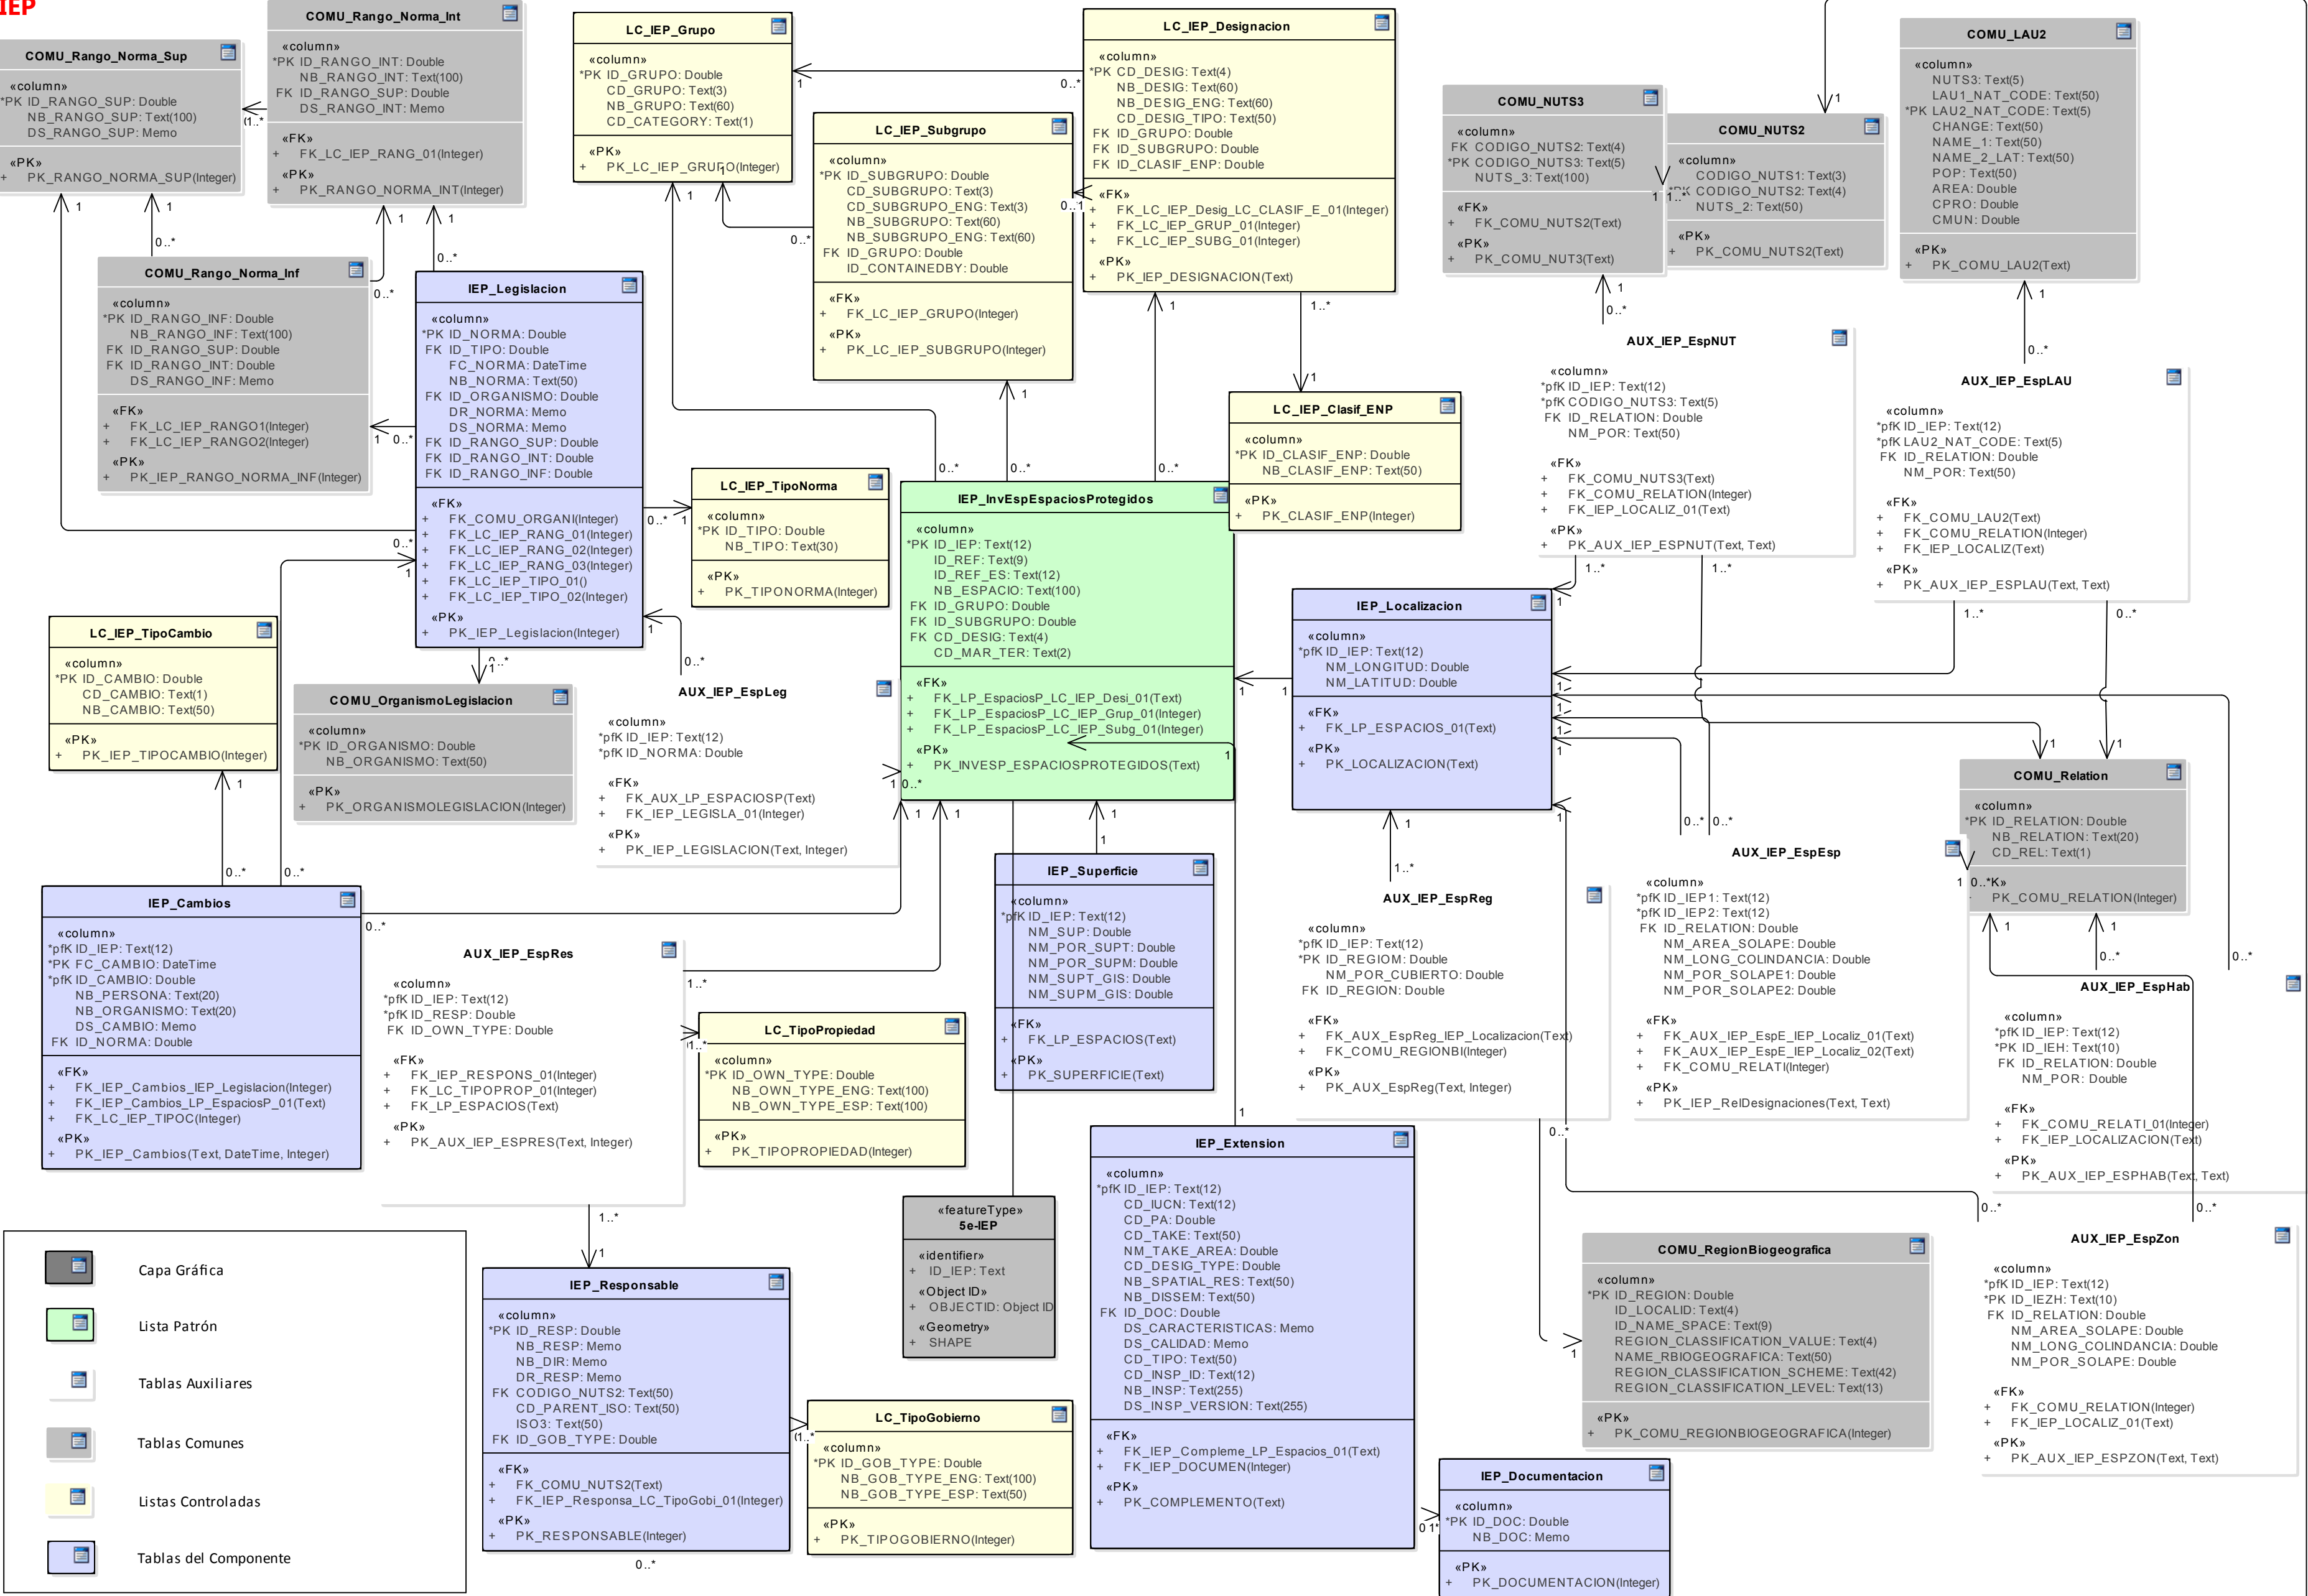 IEP
COMU_Rango_Norma_Sup
«column»
*PK ID_RANGO_SUP: Double
NB_RANGO_SUP: Text(100)
DS_RANGO_SUP: Memo
«PK»
+ PK_RANGO_NORMA_SUP(Integer)
COMU_Rango_Norma_Int
«column»
*PK ID_RANGO_INT: Double
NB_RANGO_INT: Text(100)
FK ID_RANGO_SUP: Double
DS_RANGO_INT: Memo
«FK»
+ FK_LC_IEP_RANG_01(Integer)
«PK»
+ PK_RANGO_NORMA_INT(Integer)
LC_IEP_Grupo
«column»
*PK ID_GRUPO: Double
CD_GRUPO: Text(3)
NB_GRUPO: Text(60)
CD_CATEGORY: Text(1)
«PK»
+ PK_LC_IEP_GRUPO(Integer)
LC_IEP_Subgrupo
«column»
*PK ID_SUBGRUPO: Double
CD_SUBGRUPO: Text(3)
CD_SUBGRUPO_ENG: Text(3)
NB_SUBGRUPO: Text(60)
NB_SUBGRUPO_ENG: Text(60)
FK ID_GRUPO: Double
ID_CONTAINEDBY: Double
«FK»
+ FK_LC_IEP_GRUPO(Integer)
«PK»
+ PK_LC_IEP_SUBGRUPO(Integer)
LC_IEP_Designacion
«column»
*PK CD_DESIG: Text(4)
NB_DESIG: Text(60)
NB_DESIG_ENG: Text(60)
CD_DESIG_TIPO: Text(50)
FK ID_GRUPO: Double
FK ID_SUBGRUPO: Double
FK ID_CLASIF_ENP: Double
«FK»
+ FK_LC_IEP_Desig_LC_CLASIF_E_01(Integer)
+ FK_LC_IEP_GRUP_01(Integer)
+ FK_LC_IEP_SUBG_01(Integer)
«PK»
+ PK_IEP_DESIGNACION(Text)
COMU_NUTS3
«column»
FK CODIGO_NUTS2: Text(4)
*PK CODIGO_NUTS3: Text(5)
NUTS_3: Text(100)
«FK»
+ FK_COMU_NUTS2(Text)
«PK»
+ PK_COMU_NUT3(Text)
COMU_NUTS2
«column»
CODIGO_NUTS1: Text(3)
CODIGO_NUTS2: Text(4)
NUTS_2: Text(50)
«PK»
+ PK_COMU_NUTS2(Text)
COMU_LAU2
«column»
NUTS3: Text(5)
LAU1_NAT_CODE: Text(50)
*PK LAU2_NAT_CODE: Text(5)
CHANGE: Text(50)
NAME_1: Text(50)
NAME_2_LAT: Text(50)
POP: Text(50)
AREA: Double
CPRO: Double
CMUN: Double
«PK»
+ PK_COMU_LAU2(Text)
COMU_Rango_Norma_Inf
«column»
*PK ID_RANGO_INF: Double
NB_RANGO_INF: Text(100)
FK ID_RANGO_SUP: Double
FK ID_RANGO_INT: Double
DS_RANGO_INF: Memo
«FK»
+ FK_LC_IEP_RANGO1(Integer)
+ FK_LC_IEP_RANGO2(Integer)
«PK»
+ PK_IEP_RANGO_NORMA_INF(Integer)
IEP_Legislacion
«column»
*PK ID_NORMA: Double
FK ID_TIPO: Double
FC_NORMA: DateTime
NB_NORMA: Text(50)
FK ID_ORGANISMO: Double
DR_NORMA: Memo
DS_NORMA: Memo
FK ID_RANGO_SUP: Double
FK ID_RANGO_INT: Double
FK ID_RANGO_INF: Double
«FK»
+ FK_COMU_ORGANI(Integer)
+ FK_LC_IEP_RANG_01(Integer)
+ FK_LC_IEP_RANG_02(Integer)
+ FK_LC_IEP_RANG_03(Integer)
+ FK_LC_IEP_TIPO_01()
+ FK_LC_IEP_TIPO_02(Integer)
«PK»
+ PK_IEP_Legislacion(Integer)
LC_IEP_TipoNorma
«column»
*PK ID_TIPO: Double
NB_TIPO: Text(30)
«PK»
+ PK_TIPONORMA(Integer)
IEP_InvEspEspaciosProtegidos
«column»
*PK ID_IEP: Text(12)
ID_REF: Text(9)
ID_REF_ES: Text(12)
NB_ESPACIO: Text(100)
FK ID_GRUPO: Double
FK ID_SUBGRUPO: Double
FK CD_DESIG: Text(4)
CD_MAR_TER: Text(2)
«FK»
+ FK_LP_EspaciosP_LC_IEP_Desi_01(Text)
+ FK_LP_EspaciosP_LC_IEP_Grup_01(Integer)
+ FK_LP_EspaciosP_LC_IEP_Subg_01(Integer)
«PK»
+ PK_INVESP_ESPACIOSPROTEGIDOS(Text)
LC_IEP_Clasif_ENP
«column»
*PK ID_CLASIF_ENP: Double
NB_CLASIF_ENP: Text(50)
«PK»
+ PK_CLASIF_ENP(Integer)
AUX_IEP_EspNUT
«column»
*pfK ID_IEP: Text(12)
*pfK CODIGO_NUTS3: Text(5)
FK ID_RELATION: Double
NM_POR: Text(50)
«FK»
+ FK_COMU_NUTS3(Text)
+ FK_COMU_RELATION(Integer)
+ FK_IEP_LOCALIZ_01(Text)
«PK»
+ PK_AUX_IEP_ESPNUT(Text, Text)
AUX_IEP_EspLAU
«column»
*pfK ID_IEP: Text(12)
*pfK LAU2_NAT_CODE: Text(5)
FK ID_RELATION: Double
NM_POR: Text(50)
«FK»
+ FK_COMU_LAU2(Text)
+ FK_COMU_RELATION(Integer)
+ FK_IEP_LOCALIZ(Text)
«PK»
+ PK_AUX_IEP_ESPLAU(Text, Text)
LC_IEP_TipoCambio
«column»
*PK ID_CAMBIO: Double
CD_CAMBIO: Text(1)
NB_CAMBIO: Text(50)
«PK»
+ PK_IEP_TIPOCAMBIO(Integer)
COMU_OrganismoLegislacion
«column»
*PK ID_ORGANISMO: Double
NB_ORGANISMO: Text(50)
«PK»
+ PK_ORGANISMOLEGISLACION(Integer)
AUX_IEP_EspLeg
«column»
*pfK ID_IEP: Text(12)
*pfK ID_NORMA: Double
«FK»
+ FK_AUX_LP_ESPACIOSP(Text)
+ FK_IEP_LEGISLA_01(Integer)
«PK»
+ PK_IEP_LEGISLACION(Text, Integer)
IEP_Localizacion
«column»
*pfK ID_IEP: Text(12)
NM_LONGITUD: Double
NM_LATITUD: Double
«FK»
+ FK_LP_ESPACIOS_01(Text)
«PK»
+ PK_LOCALIZACION(Text)
COMU_Relation
«column»
*PK ID_RELATION: Double
NB_RELATION: Text(20)
CD_REL: Text(1)
PK_COMU_RELATION(Integer)
IEP_Cambios
«column»
*pfK ID_IEP: Text(12)
*PK FC_CAMBIO: DateTime
*pfK ID_CAMBIO: Double
NB_PERSONA: Text(20)
NB_ORGANISMO: Text(20)
DS_CAMBIO: Memo
FK ID_NORMA: Double
«FK»
+ FK_IEP_Cambios_IEP_Legislacion(Integer)
+ FK_IEP_Cambios_LP_EspaciosP_01(Text)
+ FK_LC_IEP_TIPOC(Integer)
«PK»
+ PK_IEP_Cambios(Text, DateTime, Integer)
AUX_IEP_EspRes
«column»
*pfK ID_IEP: Text(12)
*pfK ID_RESP: Double
FK ID_OWN_TYPE: Double
«FK»
+ FK_IEP_RESPONS_01(Integer)
+ FK_LC_TIPOPROP_01(Integer)
+ FK_LP_ESPACIOS(Text)
«PK»
+ PK_AUX_IEP_ESPRES(Text, Integer)
LC_TipoPropiedad
«column»
*PK ID_OWN_TYPE: Double
NB_OWN_TYPE_ENG: Text(100)
NB_OWN_TYPE_ESP: Text(100)
«PK»
+ PK_TIPOPROPIEDAD(Integer)
IEP_Superficie
«column»
*pfK ID_IEP: Text(12)
NM_SUP: Double
NM_POR_SUPT: Double
NM_POR_SUPM: Double
NM_SUPT_GIS: Double
NM_SUPM_GIS: Double
«FK»
+ FK_LP_ESPACIOS(Text)
«PK»
+ PK_SUPERFICIE(Text)
AUX_IEP_EspReg
«column»
*pfK ID_IEP: Text(12)
*PK ID_REGIOM: Double
NM_POR_CUBIERTO: Double
FK ID_REGION: Double
«FK»
+ FK_AUX_EspReg_IEP_Localizacion(Text)
+ FK_COMU_REGIONBI(Integer)
«PK»
+ PK_AUX_EspReg(Text, Integer)
AUX_IEP_EspEsp
«column»
*pfK ID_IEP1: Text(12)
*pfK ID_IEP2: Text(12)
FK ID_RELATION: Double
NM_AREA_SOLAPE: Double
NM_LONG_COLINDANCIA: Double
NM_POR_SOLAPE1: Double
NM_POR_SOLAPE2: Double
«FK»
+ FK_AUX_IEP_EspE_IEP_Localiz_01(Text)
+ FK_AUX_IEP_EspE_IEP_Localiz_02(Text)
+ FK_COMU_RELATI(Integer)
«PK»
+ PK_IEP_RelDesignaciones(Text, Text)
AUX_IEP_EspHab
«column»
*pfK ID_IEP: Text(12)
*PK ID_IEH: Text(10)
FK ID_RELATION: Double
NM_POR: Double
«FK»
+ FK_COMU_RELATI_01(Integer)
+ FK_IEP_LOCALIZACION(Text)
«PK»
+ PK_AUX_IEP_ESPHAB(Text, Text)
Capa Gráfica
Lista Patrón
Tablas Auxiliares
Tablas Comunes
Listas Controladas
Tablas del Componente
IEP_Responsable
«column»
*PK ID_RESP: Double
NB_RESP: Memo
NB_DIR: Memo
DR_RESP: Memo
FK CODIGO_NUTS2: Text(50)
CD_PARENT_ISO: Text(50)
ISO3: Text(50)
FK ID_GOB_TYPE: Double
«FK»
+ FK_COMU_NUTS2(Text)
+ FK_IEP_Responsa_LC_TipoGobi_01(Integer)
«PK»
+ PK_RESPONSABLE(Integer)
0..*
«featureType»
5e-IEP
«identifier»
+ ID_IEP: Text
«Object ID»
+ OBJECTID: Object ID
«Geometry»
+ SHAPE
LC_TipoGobierno
«column»
*PK ID_GOB_TYPE: Double
NB_GOB_TYPE_ENG: Text(100)
NB_GOB_TYPE_ESP: Text(50)
«PK»
+ PK_TIPOGOBIERNO(Integer)
IEP_Extension
«column»
*pfK ID_IEP: Text(12)
CD_IUCN: Text(12)
CD_PA: Double
CD_TAKE: Text(50)
NM_TAKE_AREA: Double
CD_DESIG_TYPE: Double
NB_SPATIAL_RES: Text(50)
NB_DISSEM: Text(50)
FK ID_DOC: Double
DS_CARACTERISTICAS: Memo
DS_CALIDAD: Memo
CD_TIPO: Text(50)
CD_INSP_ID: Text(12)
NB_INSP: Text(255)
DS_INSP_VERSION: Text(255)
«FK»
+ FK_IEP_Compleme_LP_Espacios_01(Text)
+ FK_IEP_DOCUMEN(Integer)
«PK»
+ PK_COMPLEMENTO(Text)
IEP_Documentacion
«column»
*PK ID_DOC: Double
NB_DOC: Memo
«PK»
+ PK_DOCUMENTACION(Integer)
COMU_RegionBiogeografica
«column»
*PK ID_REGION: Double
ID_LOCALID: Text(4)
ID_NAME_SPACE: Text(9)
REGION_CLASSIFICATION_VALUE: Text(4)
NAME_RBIOGEOGRAFICA: Text(50)
REGION_CLASSIFICATION_SCHEME: Text(42)
REGION_CLASSIFICATION_LEVEL: Text(13)
«PK»
+ PK_COMU_REGIONBIOGEOGRAFICA(Integer)
AUX_IEP_EspZon
«column»
*pfK ID_IEP: Text(12)
*PK ID_IEZH: Text(10)
FK ID_RELATION: Double
NM_AREA_SOLAPE: Double
NM_LONG_COLINDANCIA: Double
NM_POR_SOLAPE: Double
«FK»
+ FK_COMU_RELATION(Integer)
+ FK_IEP_LOCALIZ_01(Text)
«PK»
+ PK_AUX_IEP_ESPZON(Text, Text)